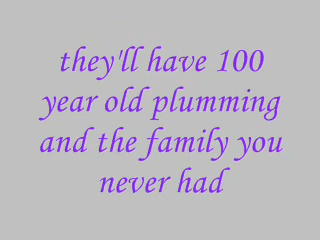 they'll have 100
year old plumming
and the family you
never had